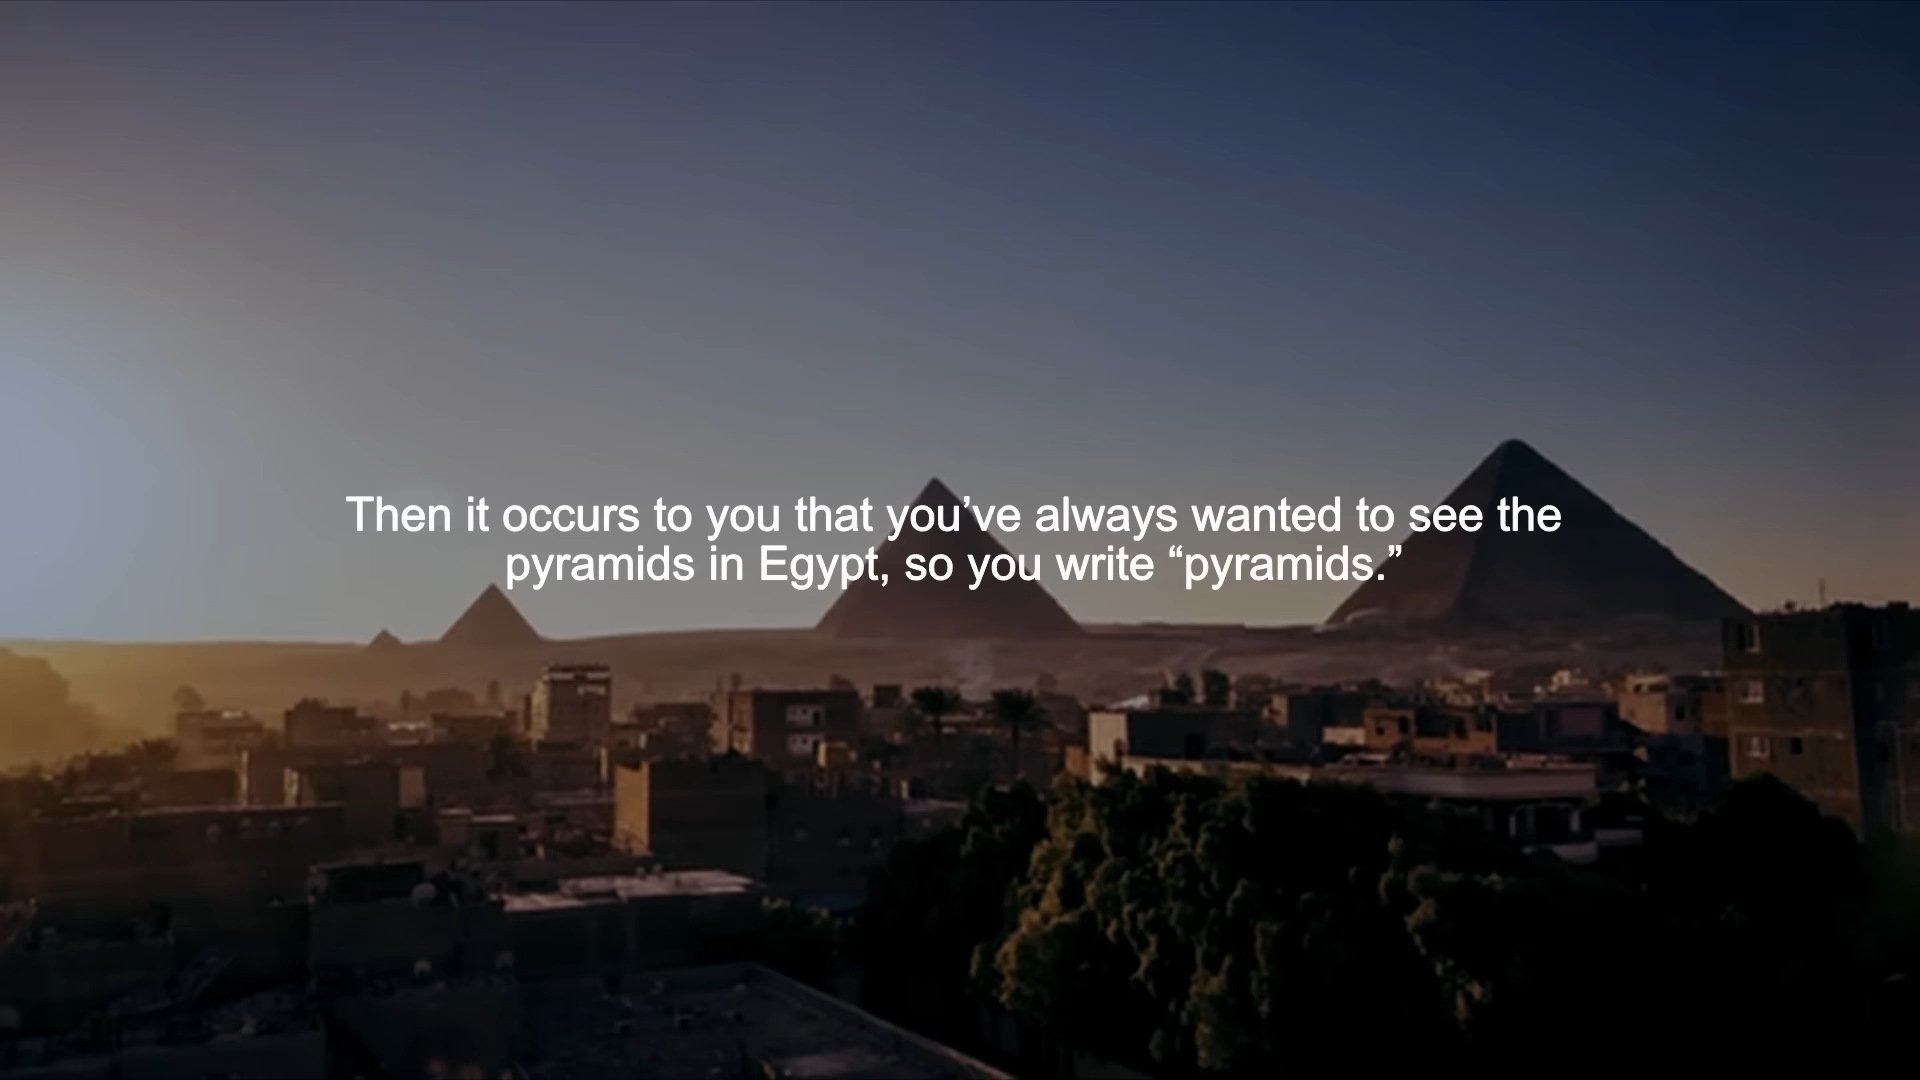 Then it occurs to you that you’ve always wanted to see the
pyramids in Egypt, so you write “pyramids.”